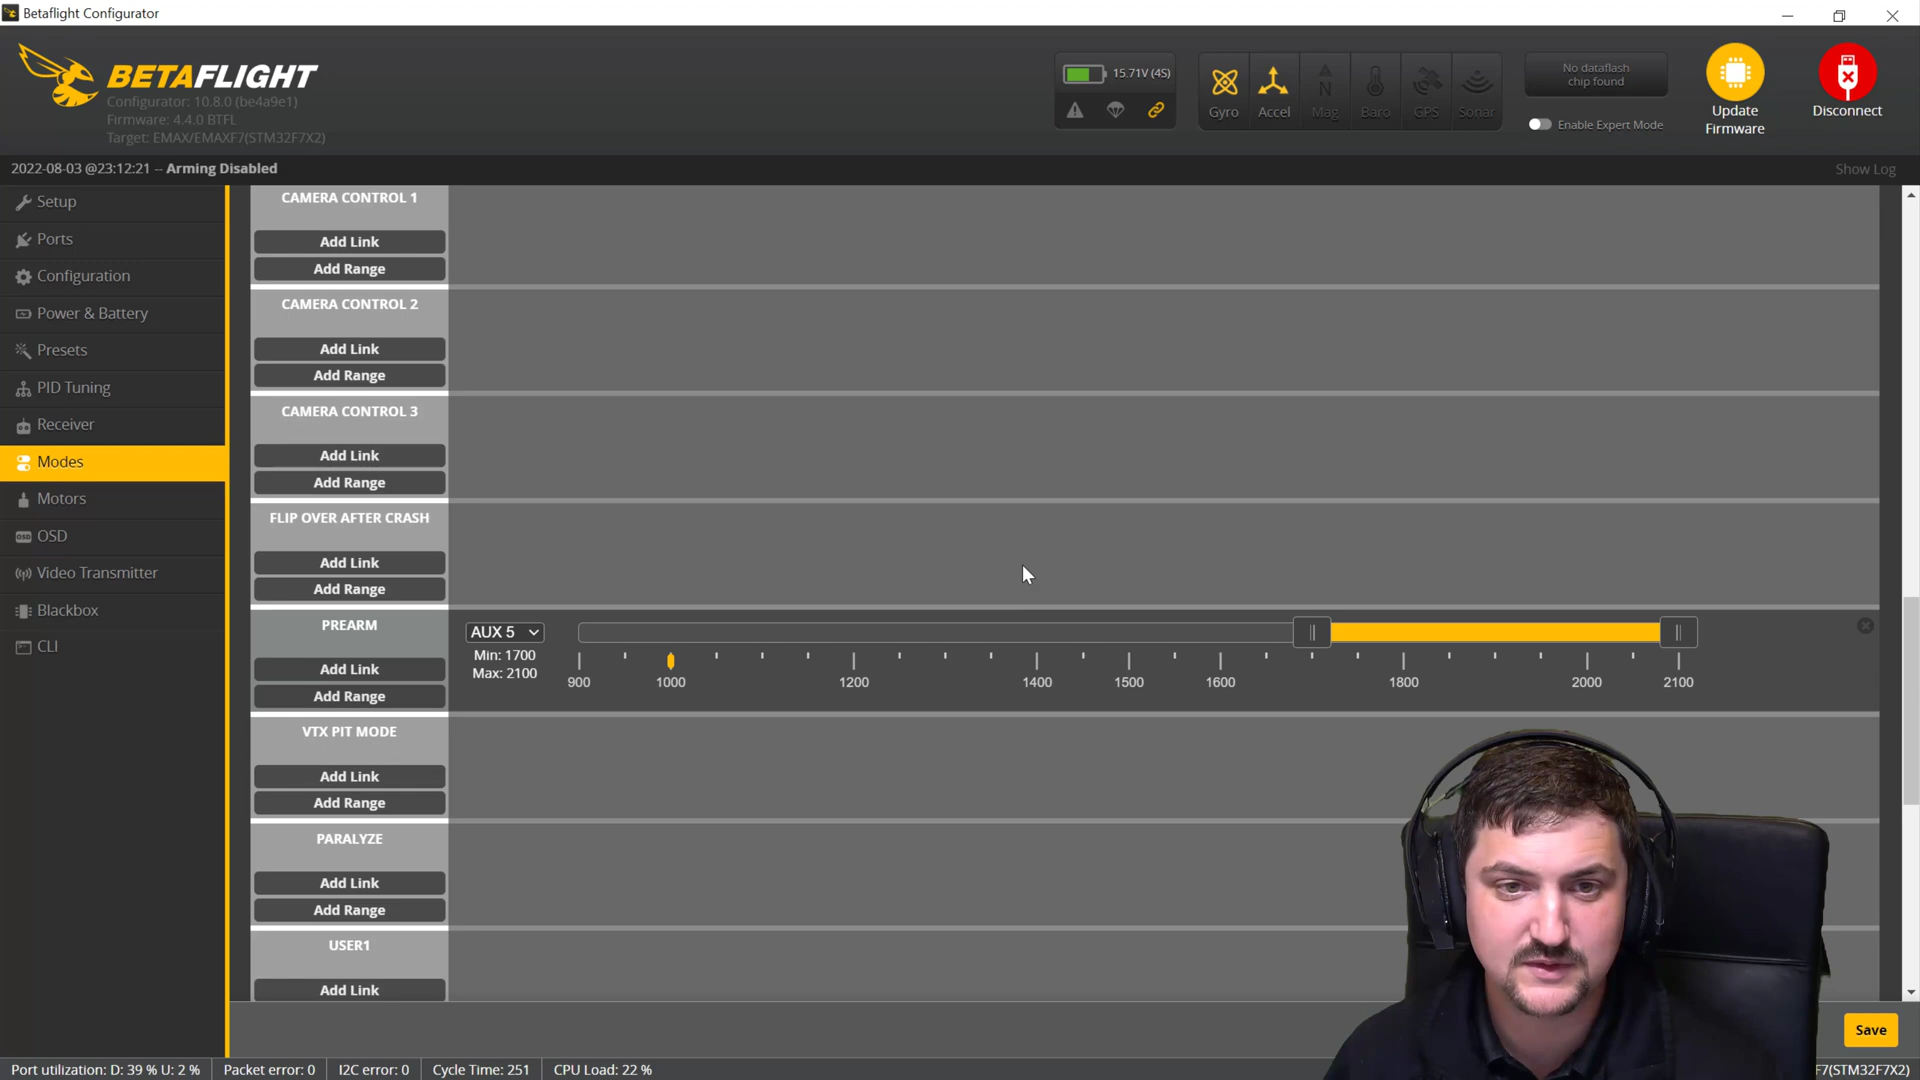 Betaflight Configurator
BETAFLIGHT
Configurator: 10.8.0 (be4a9e1)
Firmware: 4.4.0 BTFL
Target: EMAX/EMAXF7(STM32F7X2)
15.71V (4S)
Gyro
Accel
Mag
Baro
GPS
Sonar
No dataflash
chip found
Enable Expert Mode
Update
Firmware
Disconnect
2022-08-03 @23:12:21 -- Arming Disabled
Show Log
Setup
Ports
Configuration
Power & Battery
Presets
PID Tuning
Receiver
Modes
Motors
OSD
Video Transmitter
Blackbox
CLI
CAMERA CONTROL 1
Add Link
Add Range
CAMERA CONTROL 2
Add Link
Add Range
CAMERA CONTROL 3
Add Link
Add Range
FLIP OVER AFTER CRASH
Add Link
Add Range
PREARM
Add Link
Add Range
AUX 5
Min: 1700
Max: 2100
900 1000 1200 1400 1500 1600 1800 2000 2100
VTX PIT MODE
Add Link
Add Range
PARALYZE
Add Link
Add Range
USER1
Add Link
Save
Port utilization: D: 39 % U: 2 %
Packet error: 0
I2C error: 0
Cycle Time: 251
CPU Load: 22 %
F7(STM32F7X2)